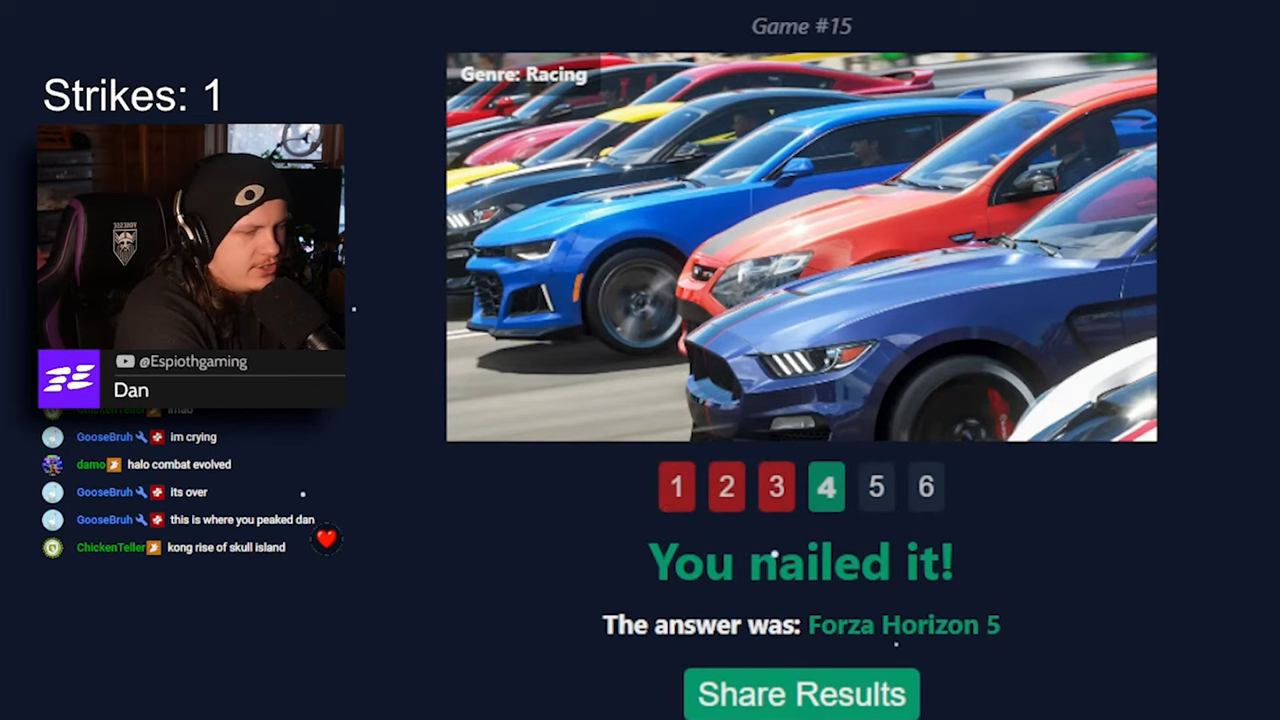 Game #15
Genre: Racing
Strikes: 1
@Espiothgaming
Dan
ChickenTeller lmao
GooseBruh im crying
damo halo combat evolved
GooseBruh its over
GooseBruh this is where you peaked dan
ChickenTeller kong rise of skull island
1 2 3 4 5 6
You nailed it!
The answer was: Forza Horizon 5
Share Results